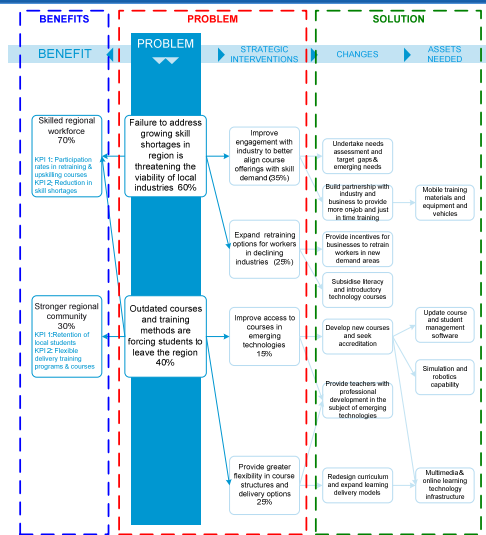 BENEFITS
PROBLEM
SOLUTION
BENEFIT
PROBLEM
STRATEGIC
INTERVENTIONS
CHANGES
ASSETS
NEEDED
Skilled regional
workforce
70%
KPI 1: Participation
rates in retraining &
upskilling courses
KPI 2: Reduction in
skill shortages
Failure to address
growing skill
shortages in
region is
threatening the
viability of local
industries 60%
Improve
engagement with
industry to better
align course
offerings with skill
demand (35%)
Undertake needs
assessment and
target gaps & 
emerging needs
Build partnership with
industry and
business to provide
more on-job and just
in time training
Mobile training
materials and
equipment and
vehicles
Expand retraining
options for workers
in declining
industries (25%)
Provide incentives for
businesses to retrain
workers in new
demand areas
Subsidise literacy
and introductory
technology courses
Stronger regional
community
30%
KPI 1: Retention of
local students
KPI 2: Flexible
delivery training
programs & courses
Outdated courses
and training
methods are
forcing students to
leave the region
40%
Improve access to
courses in
emerging
technologies
15%
Develop new courses
and seek
accreditation
Update course
and student
management
software
Simulation and
robotics
capability
Provide teachers with
professional
development in the
subject of emerging
technologies
Provide greater
flexibility in course
structures and
delivery options
25%
Redesign curriculum
and expand learning
delivery models
Multimedia &
online learning
technology
infrastructure